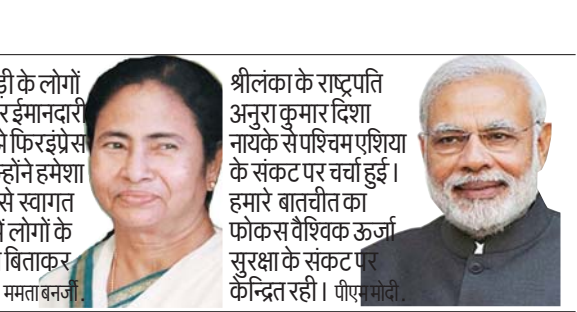 ड़ी के लोगों
र ईमानदारी
फिर इंप्रेस
न्होंने हमेशा
से स्वागत
में लोगों के
बिताकर
ममता बनर्जी.
श्रीलंका के राष्ट्रपति
अनुरा कुमार दिशा
नायके से पश्चिम एशिया
के संकट पर चर्चा हुई।
हमारे बातचीत का
फोकस वैश्विक ऊर्जा
सुरक्षा के संकट पर
केन्द्रित रही। पीएम मोदी.